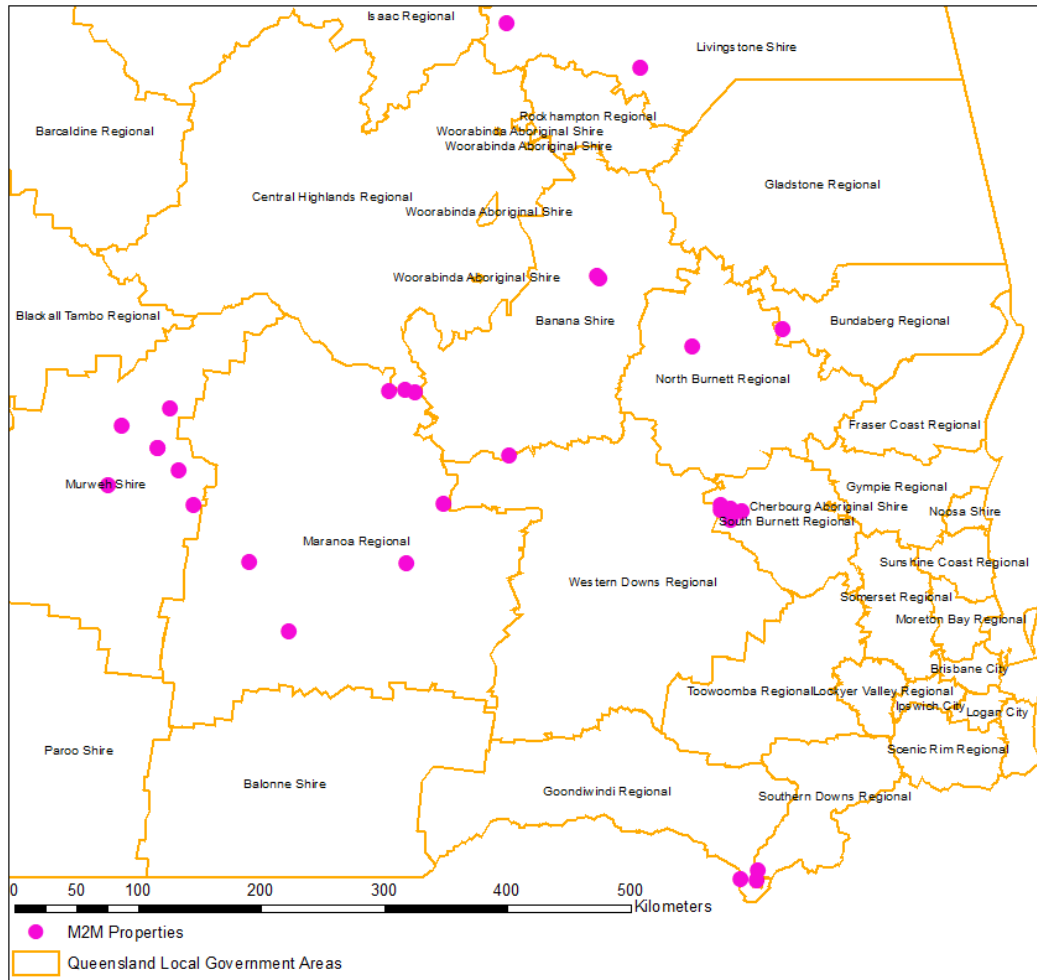 Isaac Regional
Livingstone Shire
Rockhampton Regional
Barcaldine Regional
Woorabinda Aboriginal Shire
Woorabinda Aboriginal Shire
Gladstone Regional
Central Highlands Regional
Woorabinda Aboriginal Shire
Woorabinda Aboriginal Shire
Blackall Tambo Regional
Banana Shire
Bundaberg Regional
North Burnett Regional
Fraser Coast Regional
Murweh Shire
Gympie Regional
Cherbourg Aboriginal Shire
Noosa Shire
South Burnett Regional
Maranoa Regional
Sunshine Coast Regional
Western Downs Regional
Somerset Regional
Moreton Bay Regional
Brisbane City
Toowoomba Regional
Lockyer Valley Regional
Ipswich City
Logan City
Paroo Shire
Scenic Rim Regional
Balonne Shire
Goondiwindi Regional
Southern Downs Regional
0 50 100 200 300 400 500
Kilometers
M2M Properties
Queensland Local Government Areas